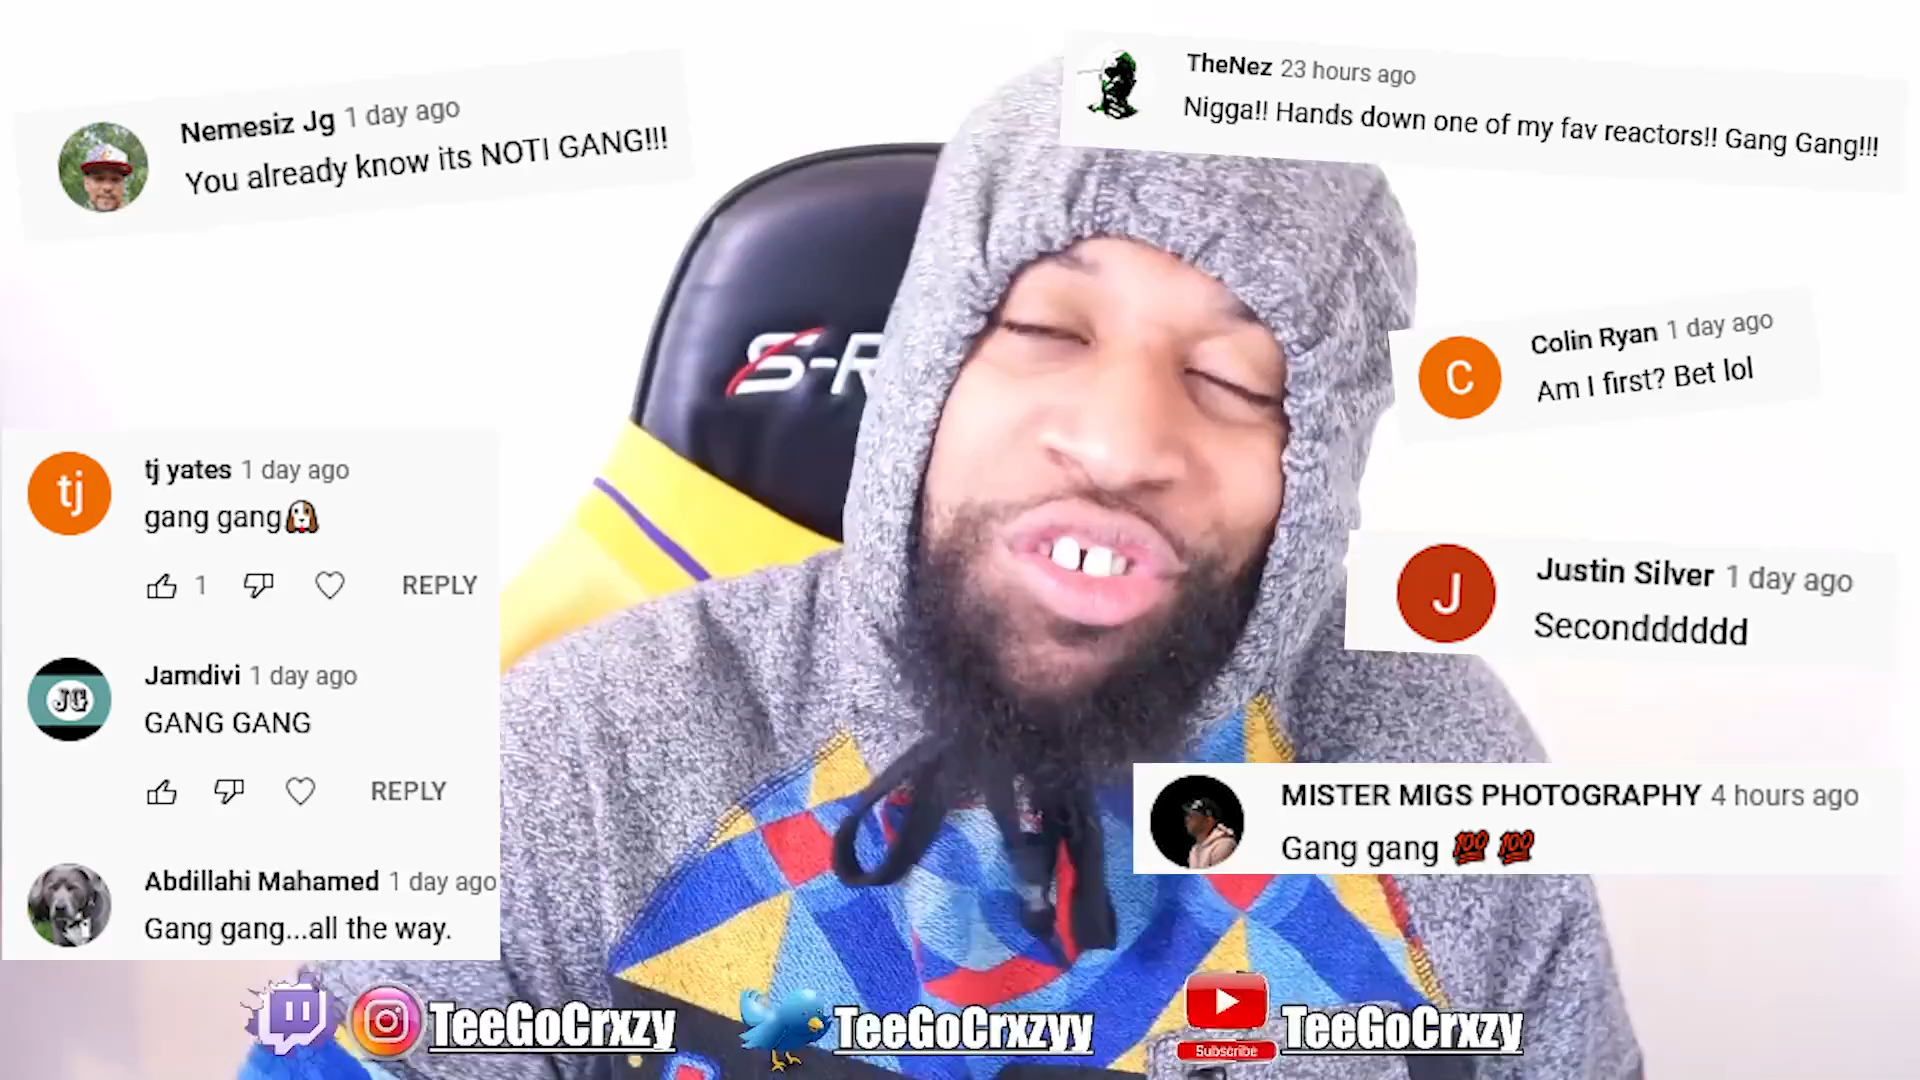 Nemesiz Jg 1 day ago
You already know its NOTI GANG!!!
TheNez 23 hours ago
Nigga!! Hands down one of my fav reactors!! Gang Gang!!!
S-R
C
Colin Ryan 1 day ago
Am I first? Bet lol
tj
tj yates 1 day ago
gang gang
1 REPLY
J
Justin Silver 1 day ago
Secondddddd
JG
Jamdivi 1 day ago
GANG GANG
REPLY
MISTER MIGS PHOTOGRAPHY 4 hours ago
Gang gang 💯 💯
Abdillahi Mahamed 1 day ago
Gang gang...all the way.
TeeGoCrxzy
TeeGoCrxzyy
Subscribe
TeeGoCrxzy